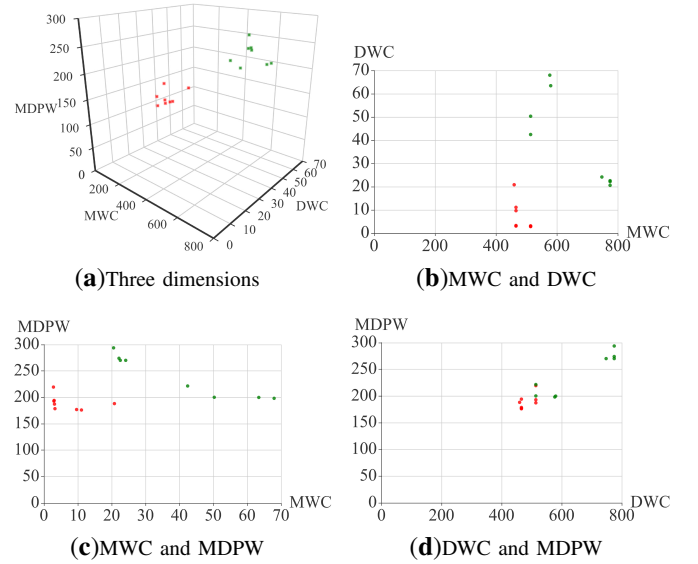 300
250
200
MDPW
150
100
50
0
200
400
MWC
600
800
0
10
20
30
40
50
60
70
DWC
(a)Three dimensions
DWC
70
60
50
40
30
20
10
0
0 200 400 600 800
MWC
(b)MWC and DWC
MDPW
300
250
200
150
100
50
0
0 10 20 30 40 50 60 70
MWC
(c)MWC and MDPW
MDPW
300
250
200
150
100
50
0
0 200 400 600 800
DWC
(d)DWC and MDPW